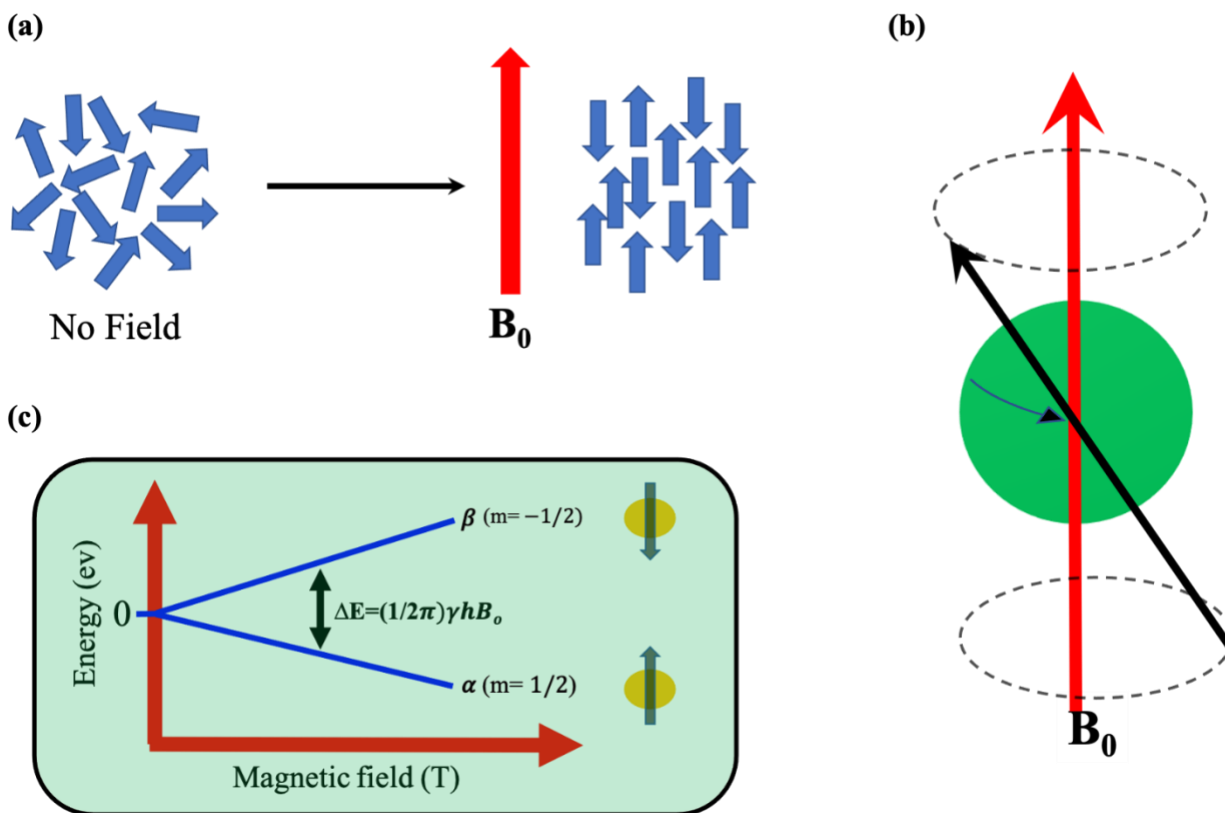 (a)
No Field
B₀
(b)
B₀
(c)
Energy (ev)
0
β (m= −1/2)
ΔE=(1/2π)γhBₒ
α (m= 1/2)
Magnetic field (T)